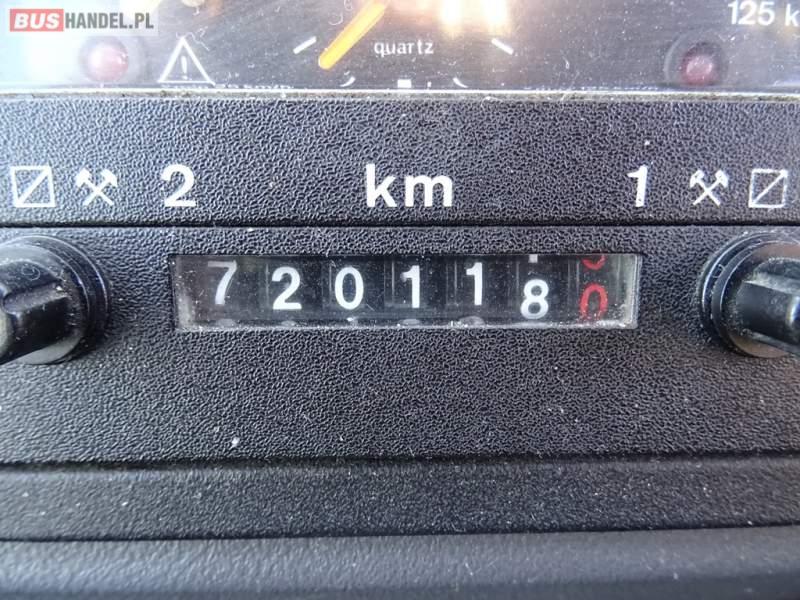 BUSHANDEL.PL
125 k
quartz
2 km 1
7201180